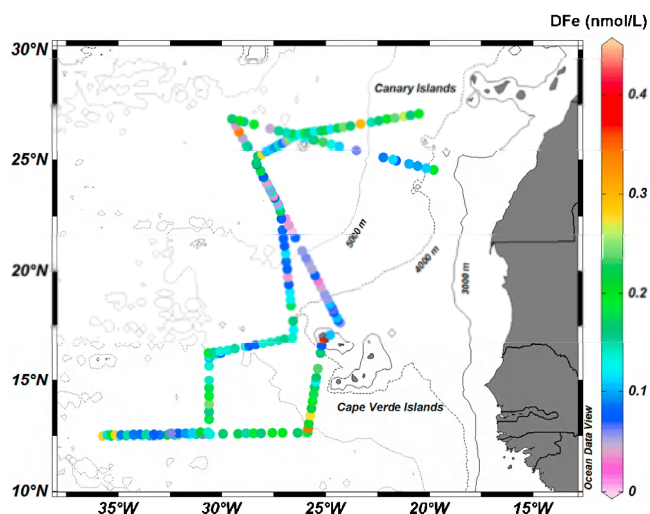 DFe (nmol/L)
30°N
25°N
20°N
15°N
10°N
35°W
30°W
25°W
20°W
15°W
Canary Islands
5000 m
4000 m
3000 m
Cape Verde Islands
Ocean Data View
0.4
0.3
0.2
0.1
0